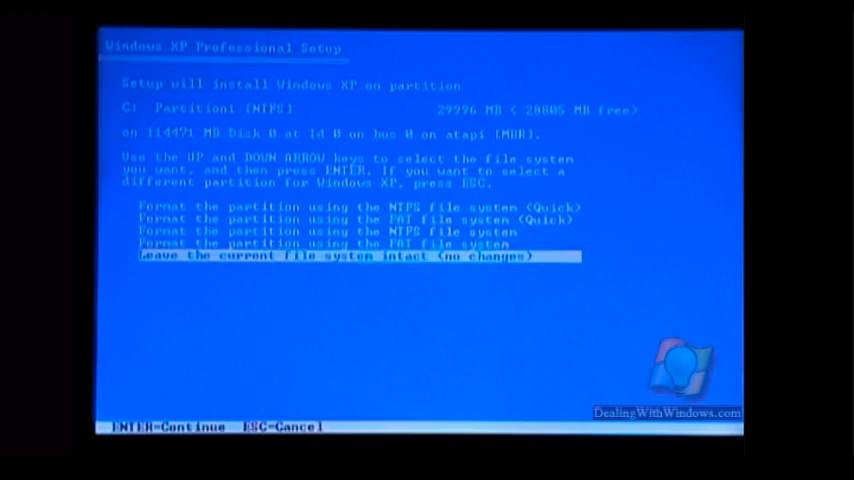 Windows XP Professional Setup
Setup will install Windows XP on partition
C: Partition1 [NTFS] 29996 MB ( 28805 MB free)
on 114471 MB Disk 0 at Id 0 on bus 0 on atapi [MBR].
Use the UP and DOWN ARROW keys to select the file system
you want, and then press ENTER. If you want to select a
different partition for Windows XP, press ESC.
Format the partition using the NTFS file system (Quick)
Format the partition using the FAT file system (Quick)
Format the partition using the NTFS file system
Format the partition using the FAT file system
Leave the current file system intact (no changes)
DealingWithWindows.com
ENTER=Continue ESC=Cancel